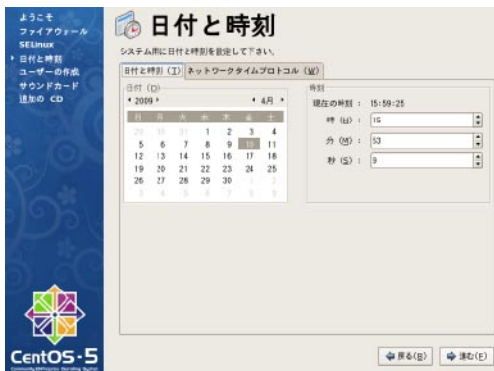 ようこそ
ファイアウォール
SELinux
日付と時刻
ユーザーの作成
サウンドカード
追加の CD
日付と時刻
システム用に日付と時刻を設定して下さい。
日付と時刻 (I) ネットワークタイムプロトコル (W)
日付 (D)
2009 4月
日 月 火 水 木 金 土
29 30 31 1 2 3 4
5 6 7 8 9 10 11
12 13 14 15 16 17 18
19 20 21 22 23 24 25
26 27 28 29 30 1 2
3 4 5 6 7 8 9
時刻
現在の時刻 : 15:59:25
時 (H) : 15
分 (M) : 53
秒 (S) : 9
CentOS-5
Community ENTerprise Operating System
戻る(B) 進む(F)